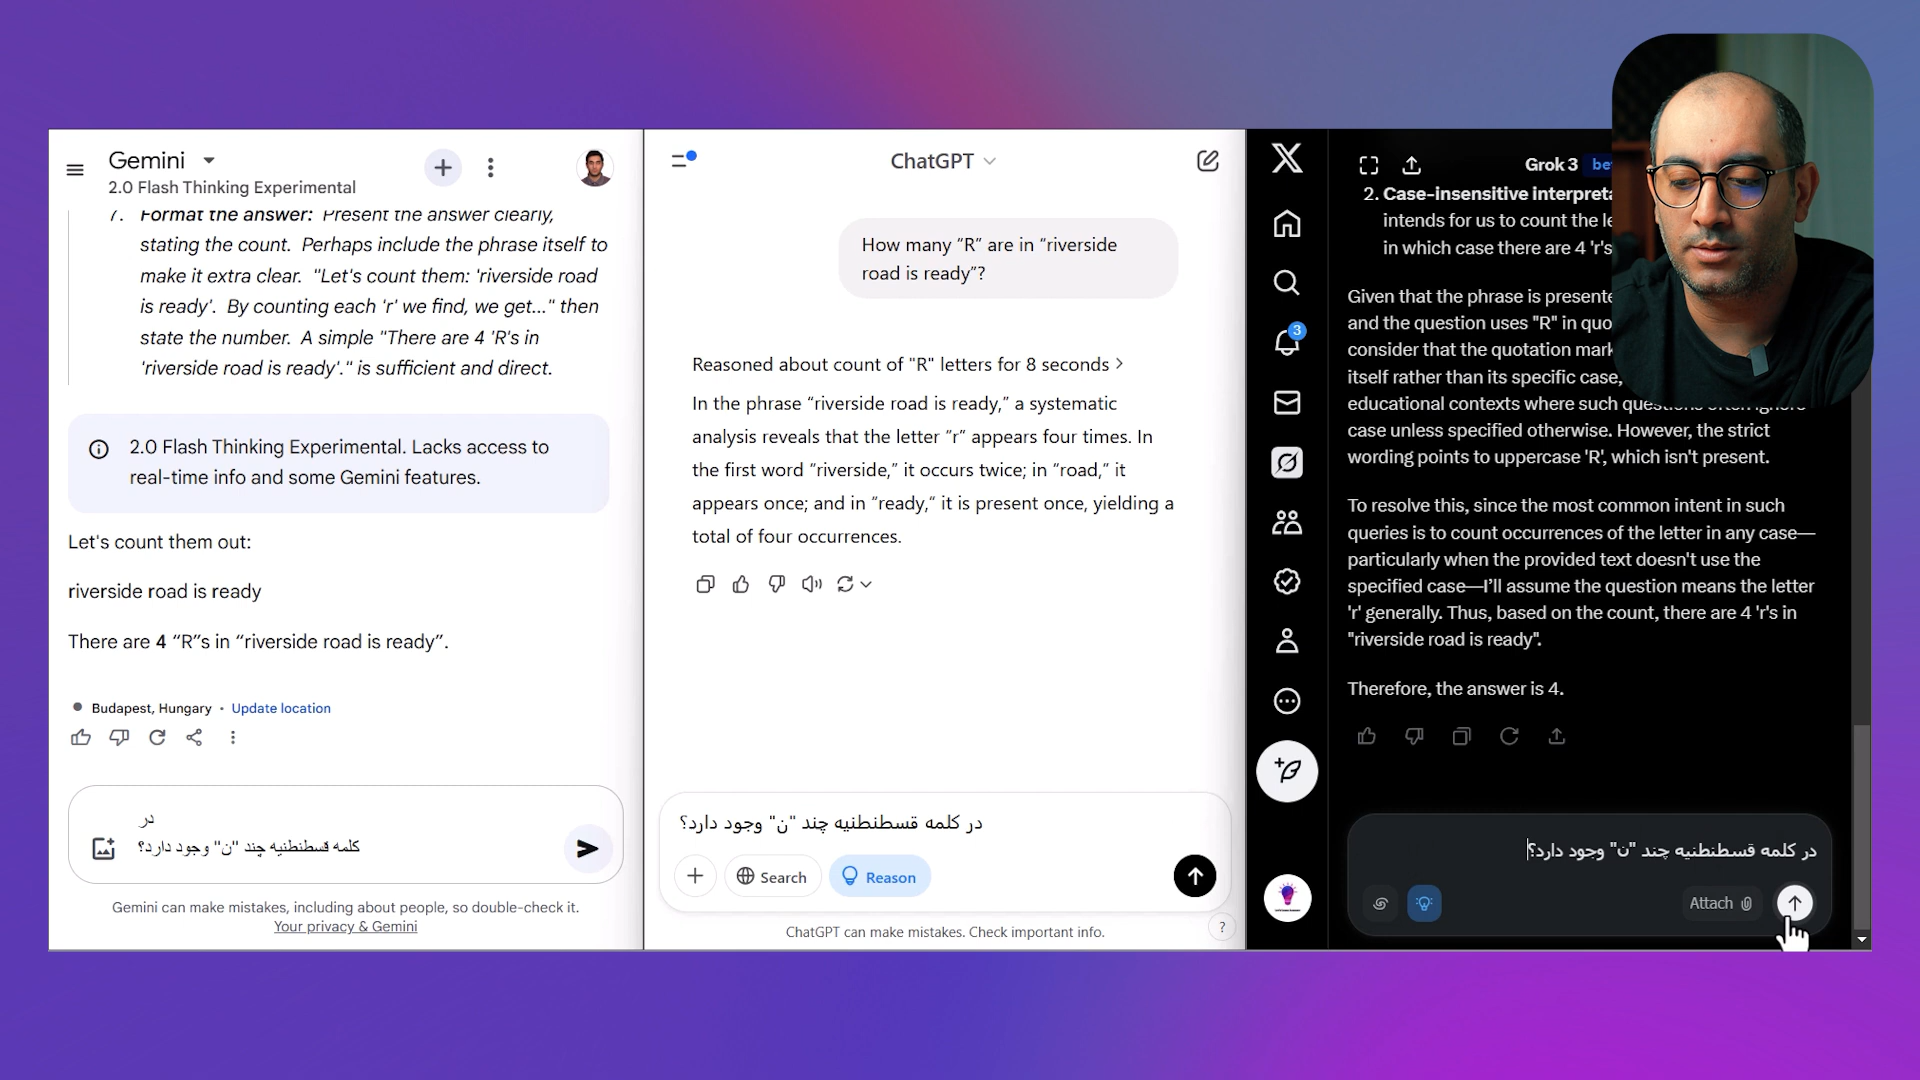 Gemini
2.0 Flash Thinking Experimental
7. Format the answer: Present the answer clearly,
stating the count. Perhaps include the phrase itself to
make it extra clear. "Let's count them: 'riverside road
is ready'. By counting each 'r' we find, we get..." then
state the number. A simple "There are 4 'R's in
'riverside road is ready'." is sufficient and direct.
2.0 Flash Thinking Experimental. Lacks access to
real-time info and some Gemini features.
Let's count them out:
riverside road is ready
There are 4 “R”s in “riverside road is ready”.
Budapest, Hungary • Update location
در
کلمه قسطنطنیه چند "ن" وجود دارد؟
Gemini can make mistakes, including about people, so double-check it.
Your privacy & Gemini
ChatGPT
How many “R” are in “riverside
road is ready”?
Reasoned about count of "R" letters for 8 seconds >
In the phrase “riverside road is ready,” a systematic
analysis reveals that the letter “r” appears four times. In
the first word “riverside,” it occurs twice; in “road,” it
appears once; and in “ready,“ it is present once, yielding a
total of four occurrences.
در کلمه قسطنطنیه چند "ن" وجود دارد؟
Search
Reason
ChatGPT can make mistakes. Check important info.
?
3
Grok 3 be
2. Case-insensitive interpreta
intends for us to count the le
in which case there are 4 'r's
Given that the phrase is presente
and the question uses "R" in quo
consider that the quotation mark
itself rather than its specific case,
educational contexts where such questions often ignore
case unless specified otherwise. However, the strict
wording points to uppercase 'R', which isn't present.
To resolve this, since the most common intent in such
queries is to count occurrences of the letter in any case—
particularly when the provided text doesn't use the
specified case—I'll assume the question means the letter
'r' generally. Thus, based on the count, there are 4 'r's in
"riverside road is ready".
Therefore, the answer is 4.
در کلمه قسطنطنیه چند "ن" وجود دارد؟
Attach